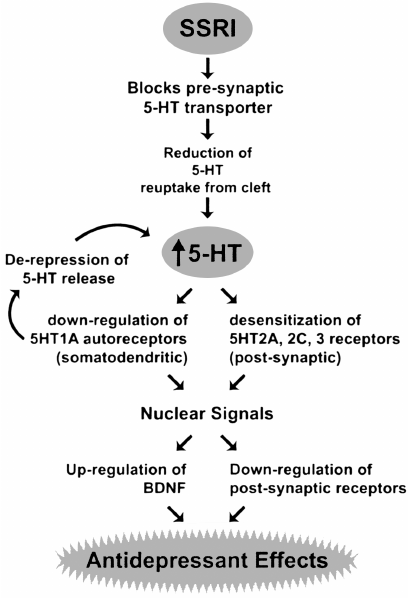 SSRI
Blocks pre-synaptic
5-HT transporter
Reduction of
5-HT
reuptake from cleft
5-HT
De-repression of
5-HT release
down-regulation of
5HT1A autoreceptors
(somatodendritic)
desensitization of
5HT2A, 2C, 3 receptors
(post-synaptic)
Nuclear Signals
Up-regulation of
BDNF
Down-regulation of
post-synaptic receptors
Antidepressant Effects